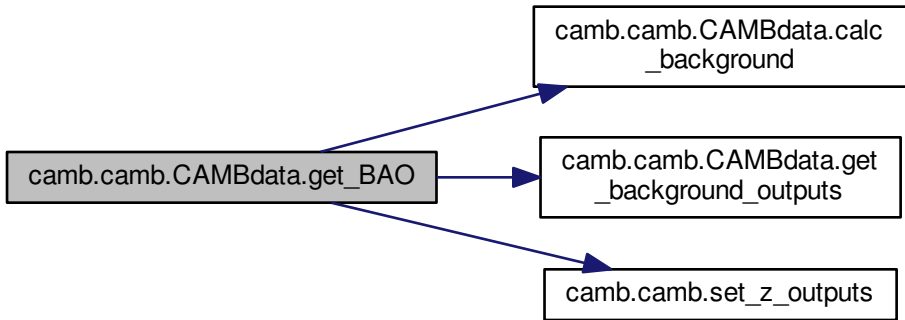 camb.camb.CAMBdata.calc
_background
camb.camb.CAMBdata.get_BAO
camb.camb.CAMBdata.get
_background_outputs
camb.camb.set_z_outputs